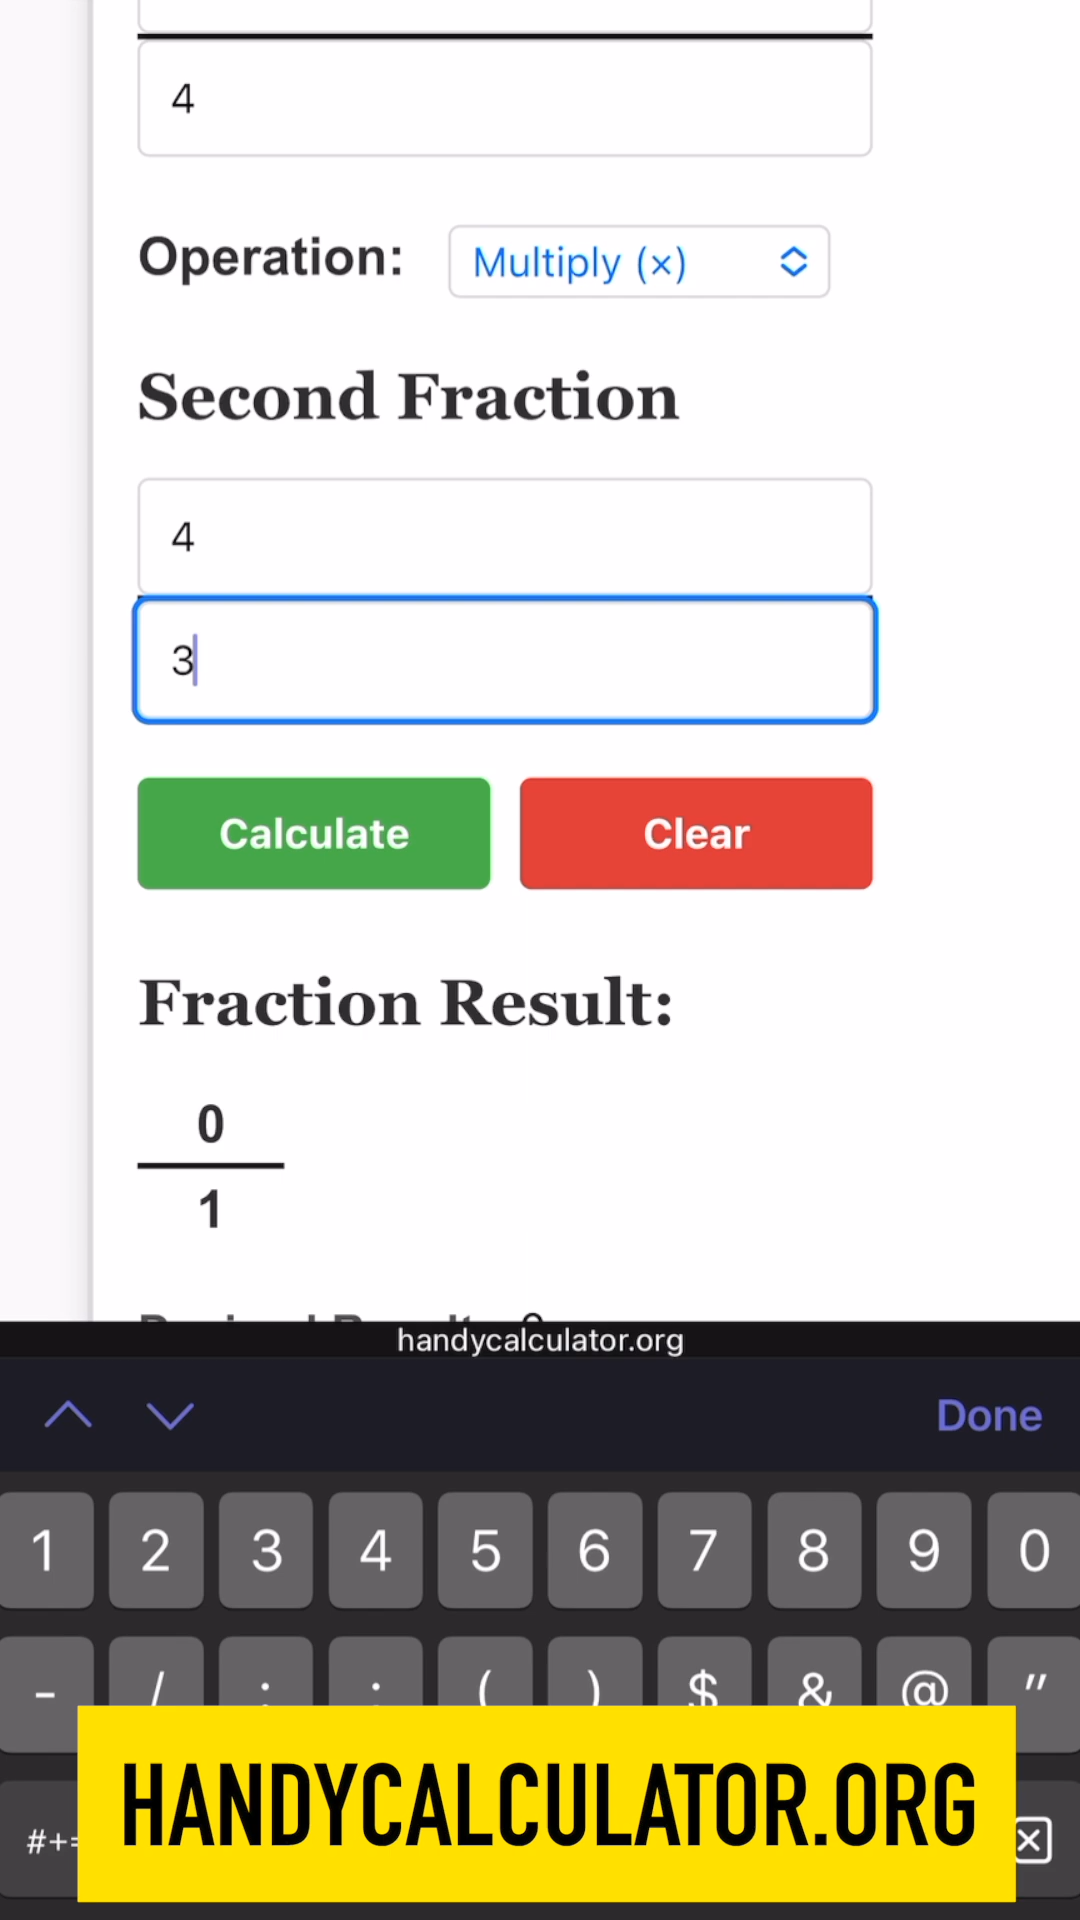 4
Operation: Multiply (×)
Second Fraction
4
3
Calculate Clear
Fraction Result:
0
1
handycalculator.org
Done
1 2 3 4 5 6 7 8 9 0
- / : ( ) $ & @ "
#+=
HANDYCALCULATOR.ORG